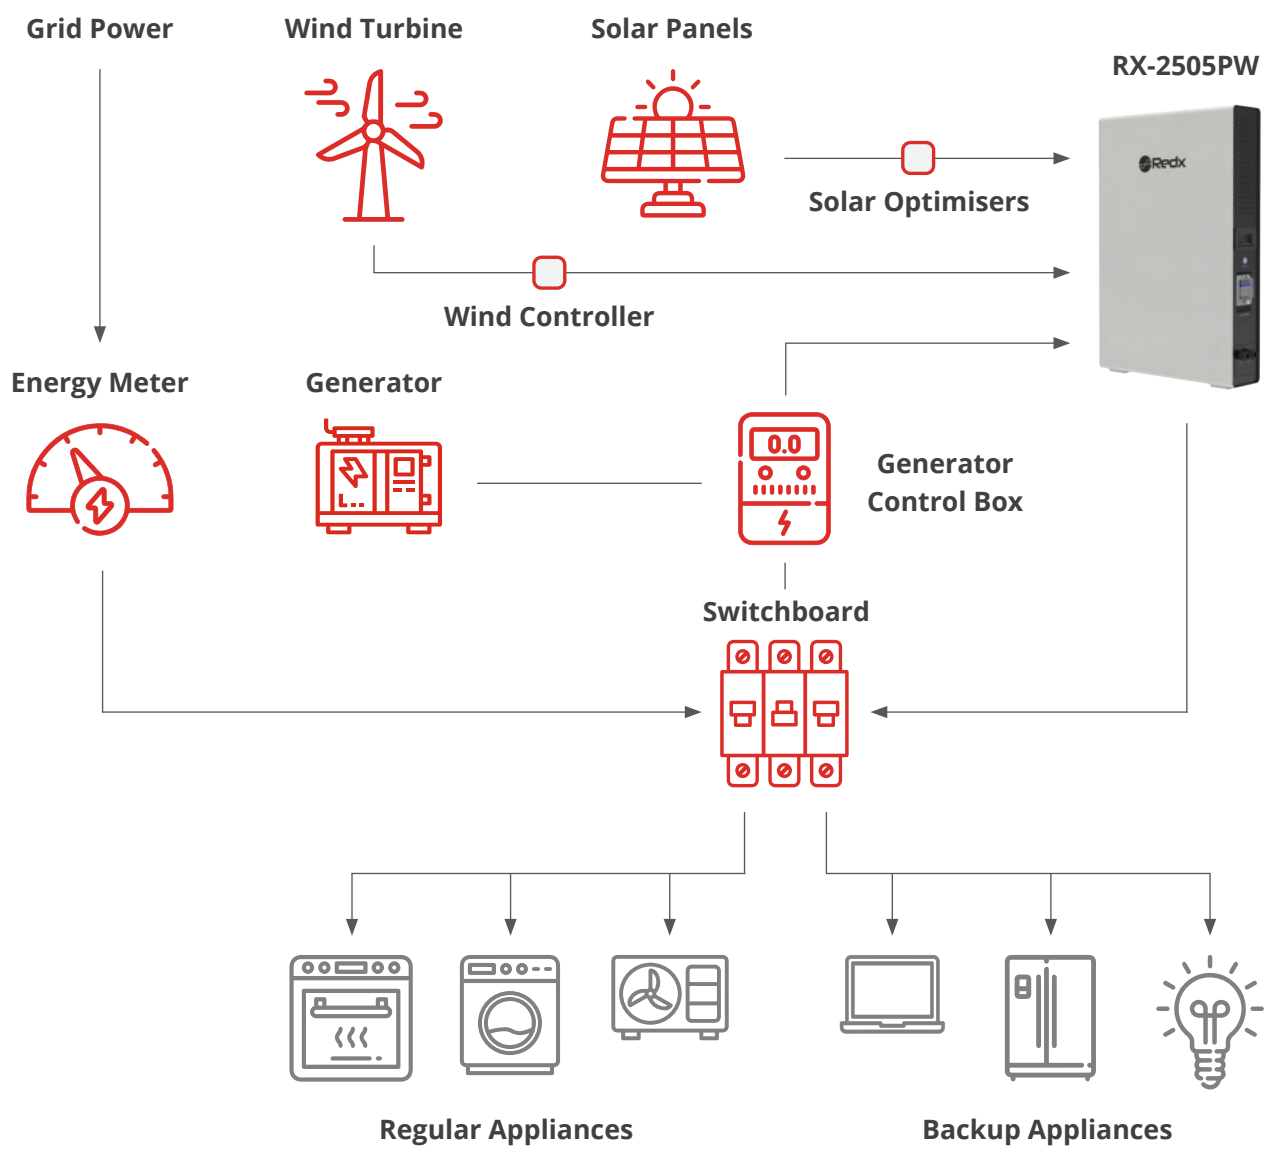 Grid Power
Wind Turbine
Solar Panels
RX-2505PW
Redx
Solar Optimisers
Wind Controller
Energy Meter
Generator
0.0
Generator
Control Box
Switchboard
Regular Appliances
Backup Appliances